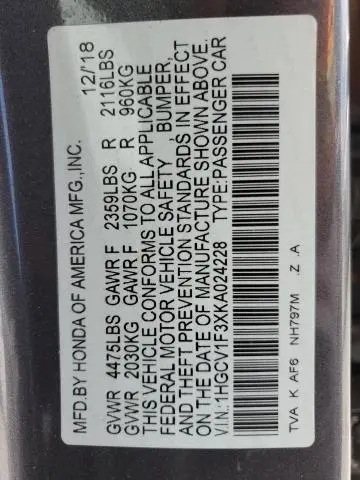 MFD.BY HONDA OF AMERICA MFG.,INC. 12/'18
GVWR 4475LBS GAWR F 2359LBS R 2116LBS
GVWR 2030KG GAWR F 1070KG R 960KG
THIS VEHICLE CONFORMS TO ALL APPLICABLE
FEDERAL MOTOR VEHICLE SAFETY , BUMPER,
AND THEFT PREVENTION STANDARDS IN EFFECT
ON THE DATE OF MANUFACTURE SHOWN ABOVE.
V.I.N.:1HGCV1F3XKA024228 TYPE:PASSENGER CAR
TVA K AF6 NH797M .Z .A